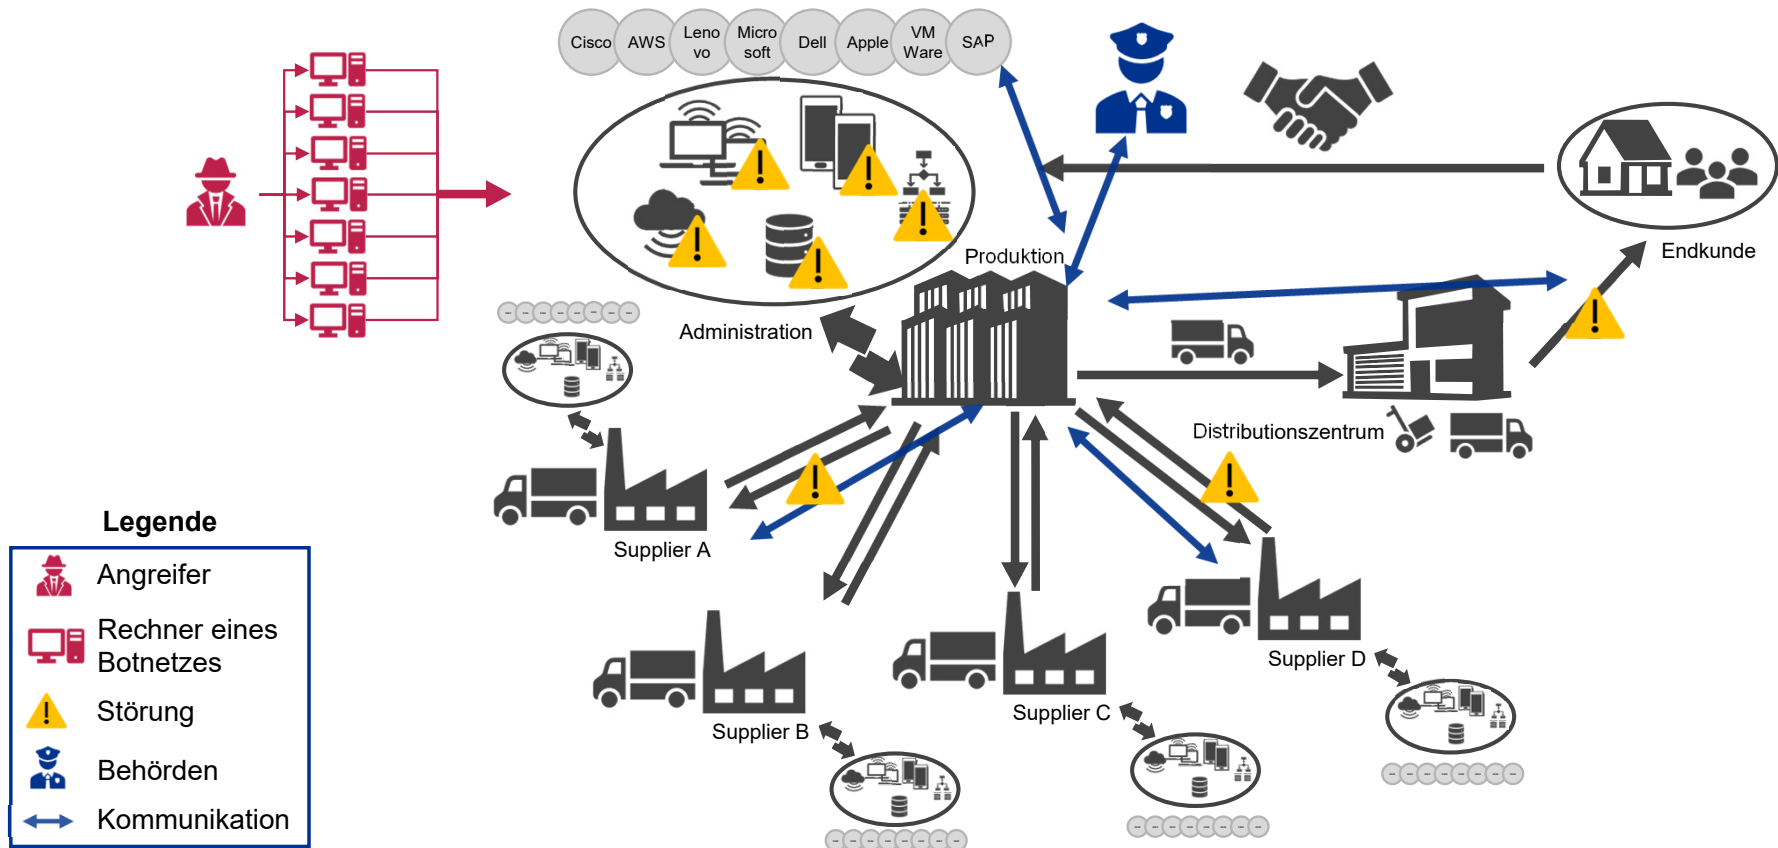 Cisco
AWS
Leno
vo
Micro
soft
Dell
Apple
VM
Ware
SAP
Produktion
Endkunde
Administration
Distributionszentrum
Supplier A
Supplier B
Supplier C
Supplier D
Legende
Angreifer
Rechner eines
Botnetzes
Störung
Behörden
Kommunikation